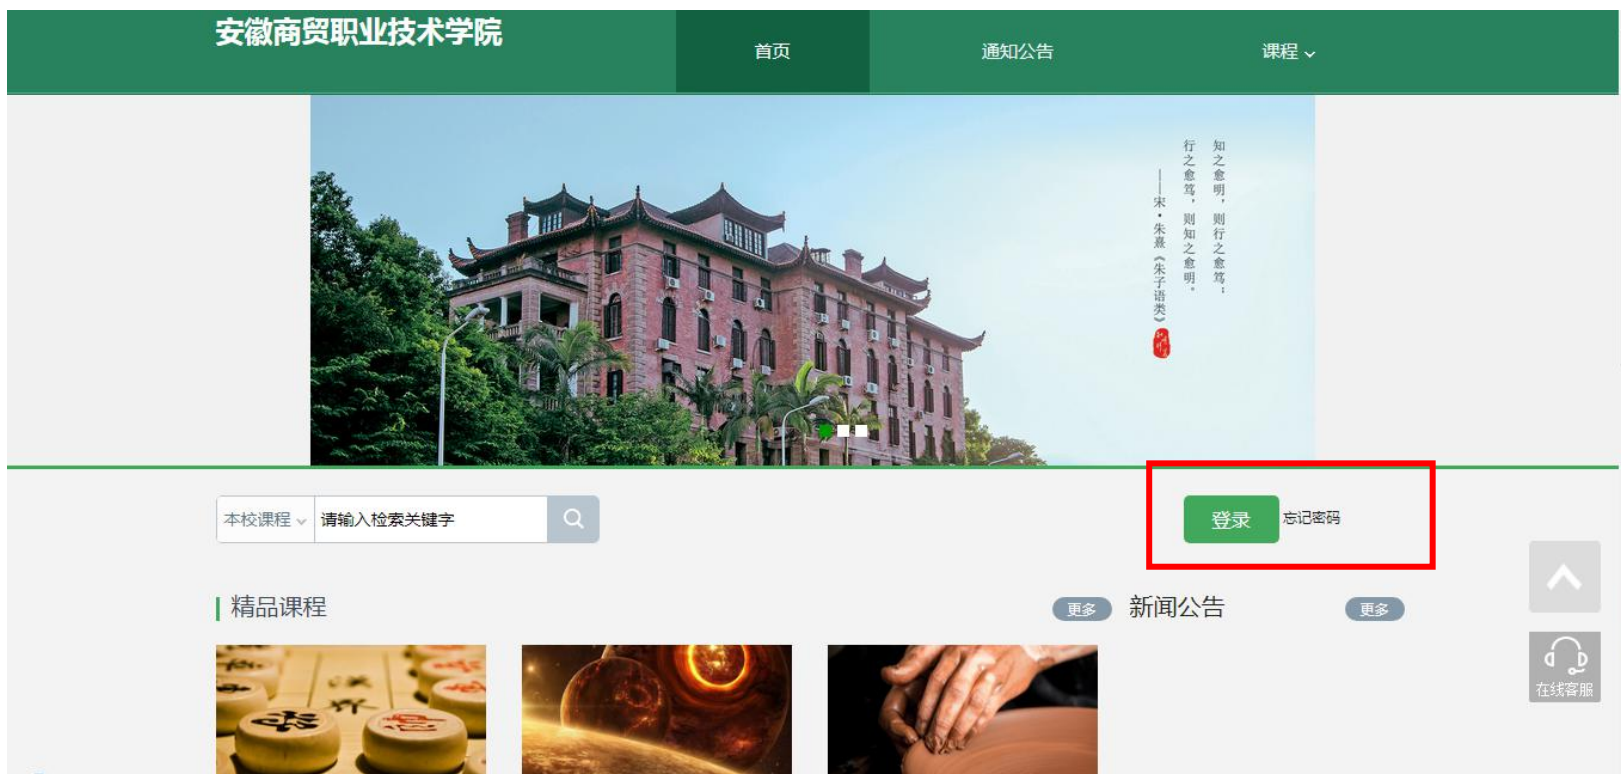 安徽商贸职业技术学院
首页
通知公告
课程
知之愈明，则行之愈笃；
行之愈笃，则知之愈明。
——宋·朱熹《朱子语类》
本校课程
请输入检索关键字
登录 忘记密码
精品课程
更多
新闻公告
更多
在线客服